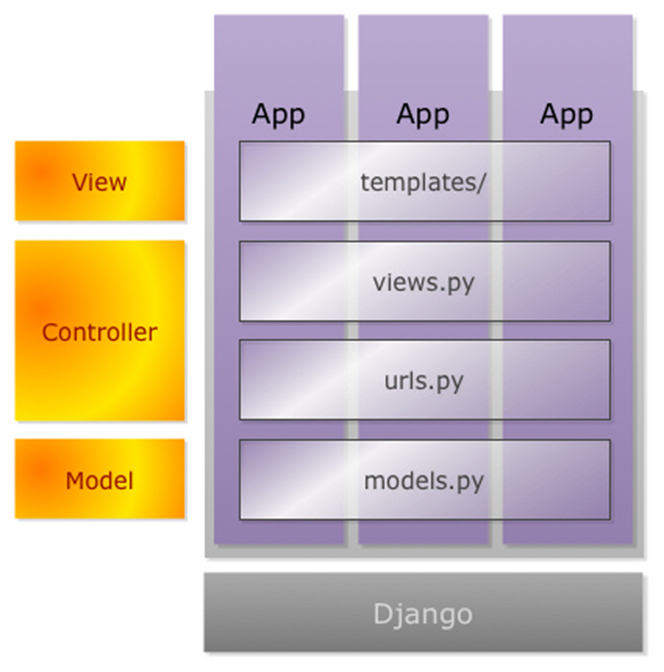 App App App
View templates/
views.py
Controller
urls.py
Model models.py
Django